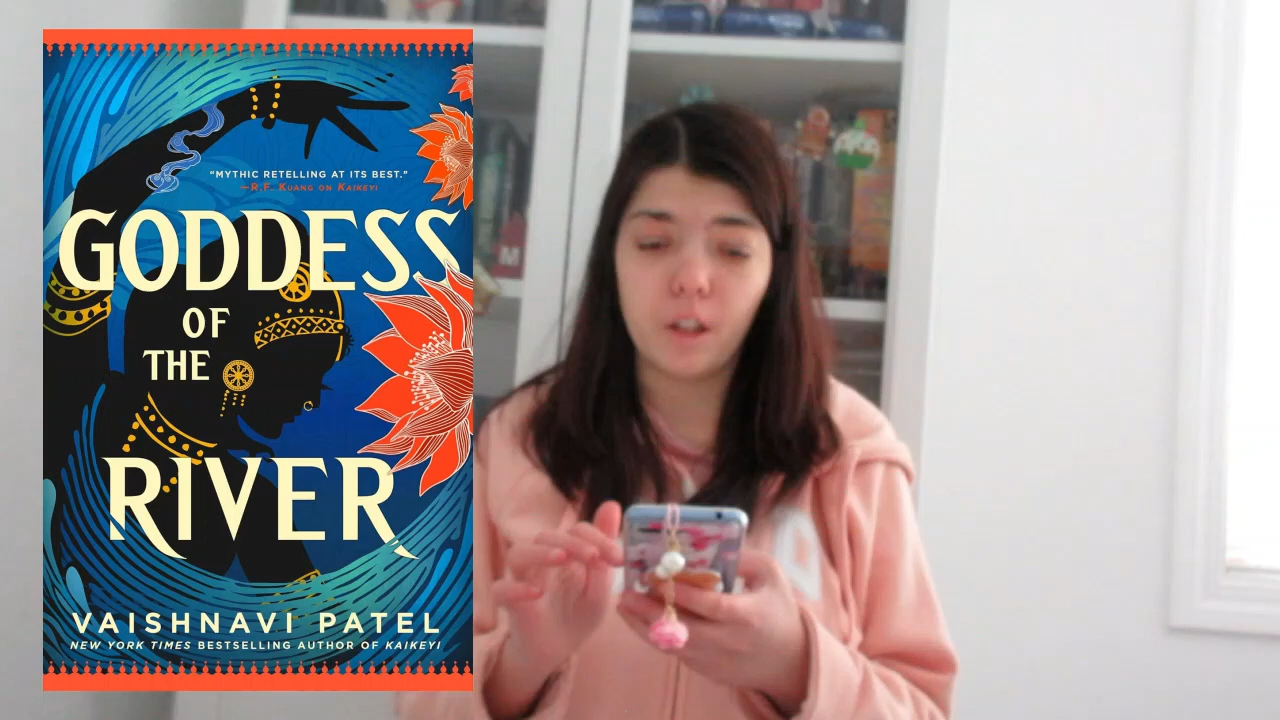 “MYTHIC RETELLING AT ITS BEST.”
—R.F. KUANG ON KAIKEYI
GODDESS
OF
THE
RIVER
VAISHNAVI PATEL
NEW YORK TIMES BESTSELLING AUTHOR OF KAIKEYI
M